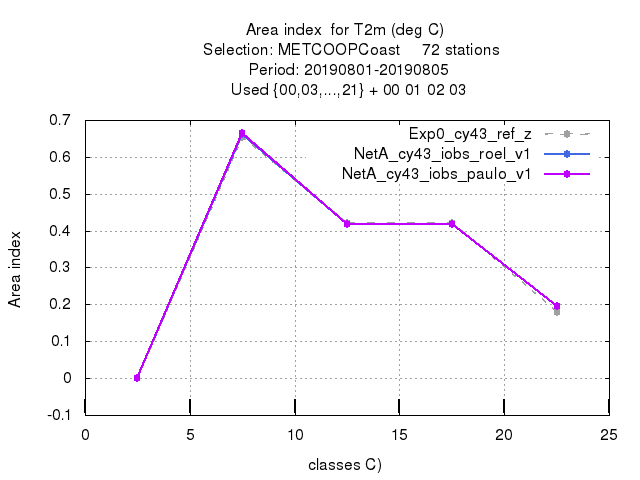 Area index  for T2m (deg C)
Selection: METCOOPCoast     72 stations
Period: 20190801-20190805
Used {00,03,...,21} + 00 01 02 03
Exp0_cy43_ref_z
NetA_cy43_iobs_roel_v1
NetA_cy43_iobs_paulo_v1
0.7
0.6
0.5
0.4
0.3
0.2
0.1
0
-0.1
Area index
0 5 10 15 20 25
classes C)